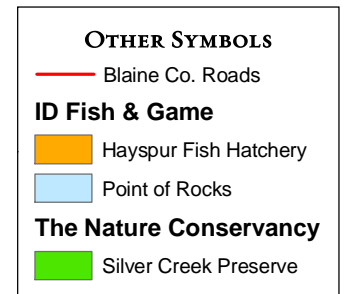 OTHER SYMBOLS
Blaine Co. Roads
ID Fish & Game
Hayspur Fish Hatchery
Point of Rocks
The Nature Conservancy
Silver Creek Preserve